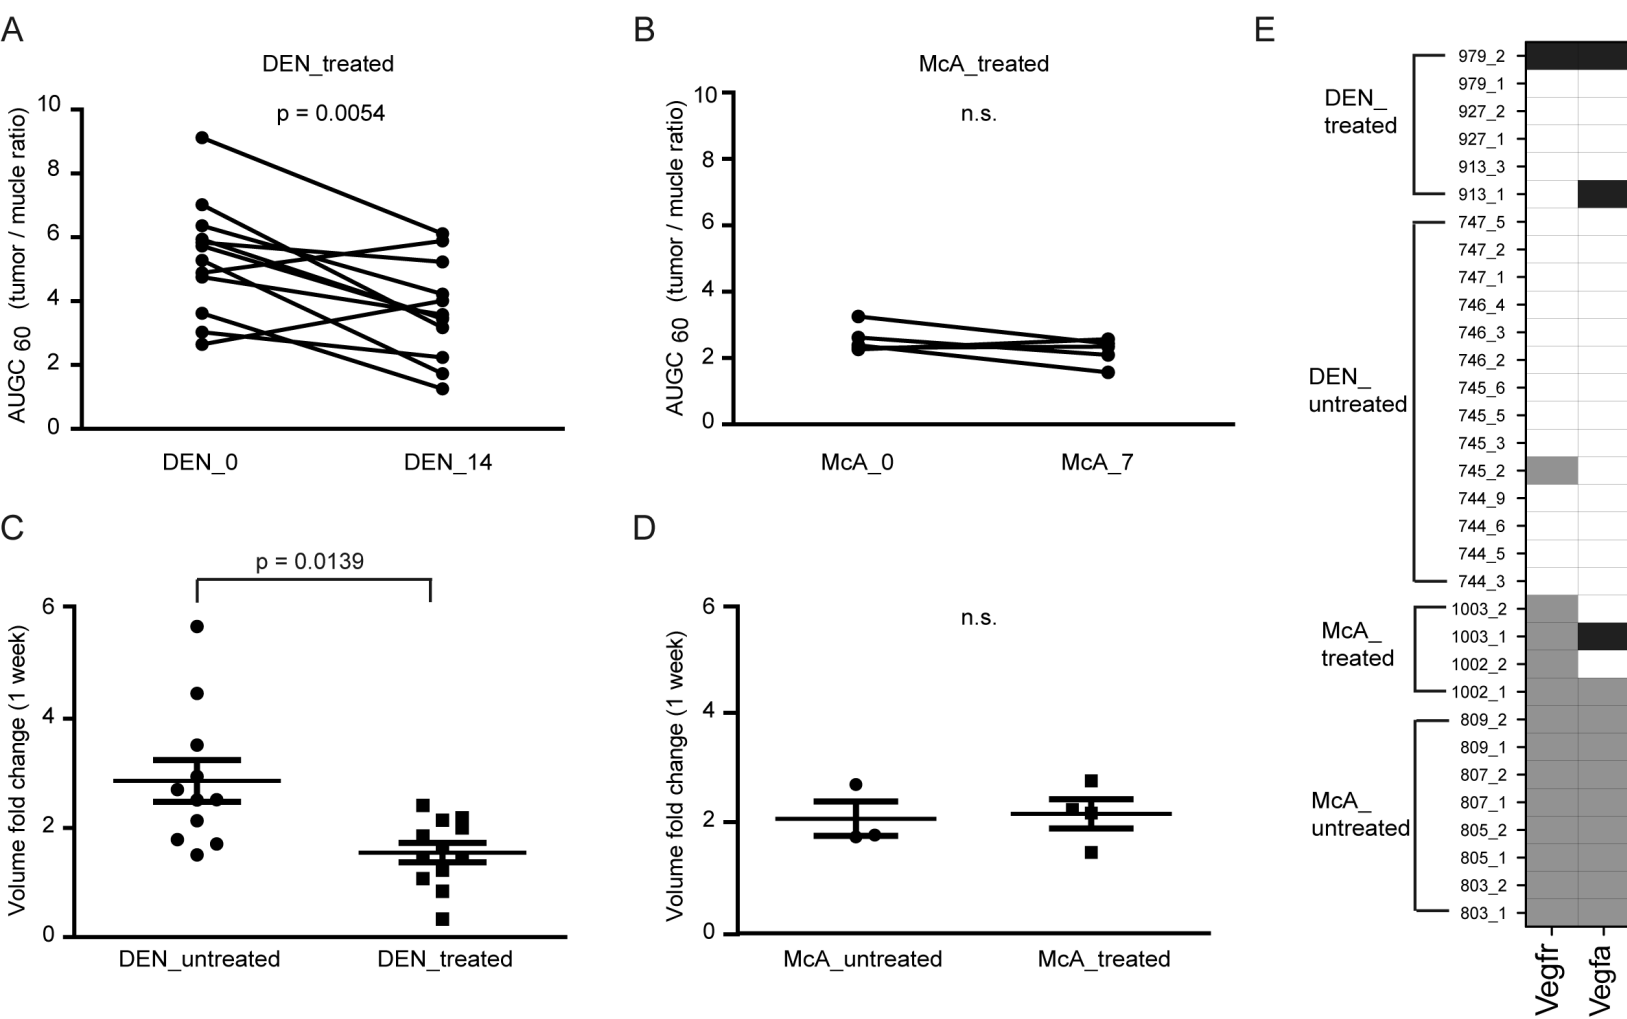 A
DEN_treated
p = 0.0054
AUGC 60 (tumor / mucle ratio)
10
8
6
4
2
0
DEN_0
DEN_14
B
McA_treated
n.s.
AUGC 60 (tumor / mucle ratio)
10
8
6
4
2
0
McA_0
McA_7
C
p = 0.0139
Volume fold change (1 week)
6
4
2
0
DEN_untreated
DEN_treated
D
n.s.
Volume fold change (1 week)
6
4
2
0
McA_untreated
McA_treated
E
DEN_
treated
979_2
979_1
927_2
927_1
913_3
913_1
DEN_
untreated
747_5
747_2
747_1
746_4
746_3
746_2
745_6
745_5
745_3
745_2
744_9
744_6
744_5
744_3
McA_
treated
1003_2
1003_1
1002_2
1002_1
McA_
untreated
809_2
809_1
807_2
807_1
805_2
805_1
803_2
803_1
Vegfr
Vegfa